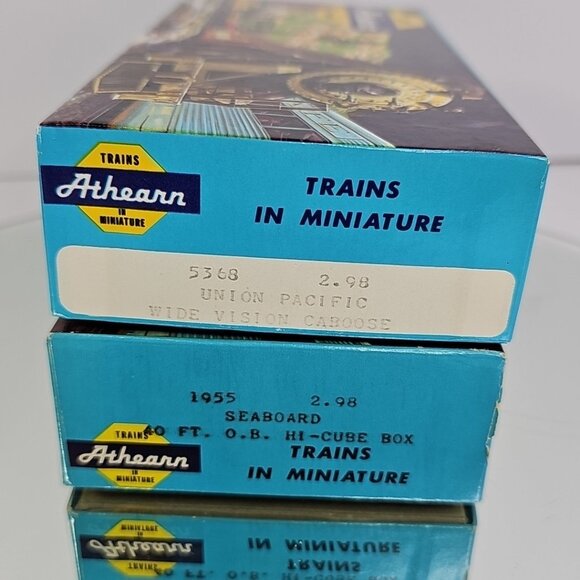 TRAINS
Athearn
IN
MINIATURE
TRAINS
IN MINIATURE
5368 2.98
UNION PACIFIC
WIDE VISION CABOOSE
1955 2.98
SEABOARD
40 FT. O.B. HI-CUBE BOX
TRAINS
Athearn
IN
MINIATURE
TRAINS
IN MINIATURE